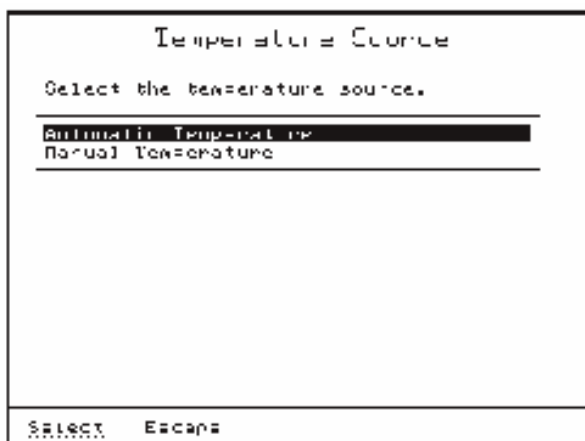 Temperature Source
Select the temperature source.
Automatic Temperature
Manual Temperature
Select Escape